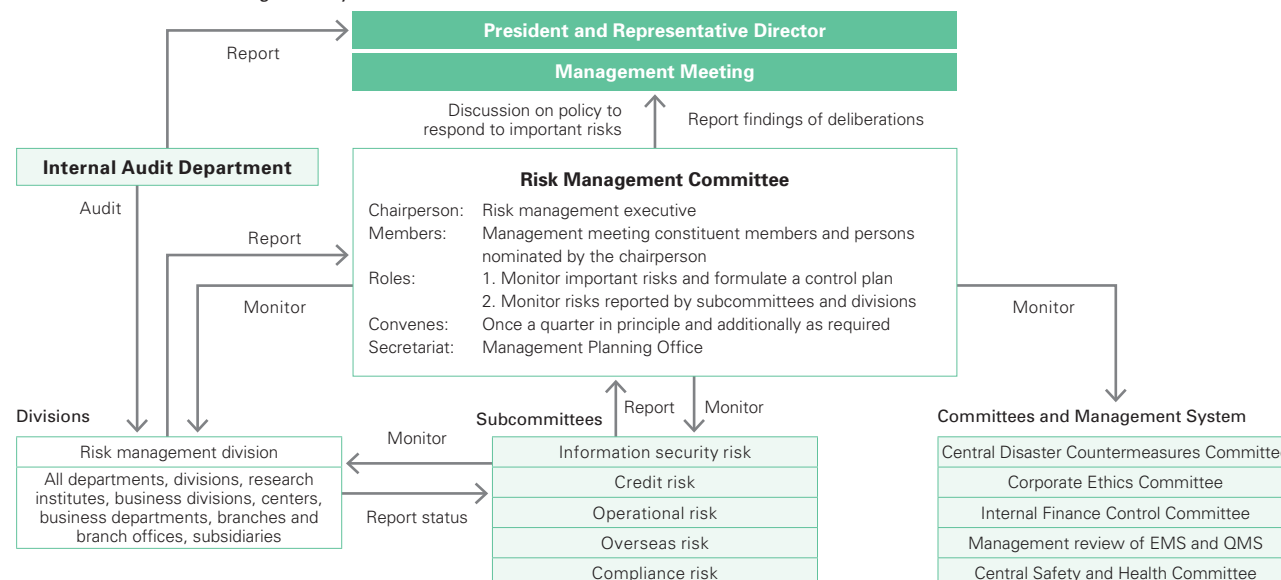 President and Representative Director
Report
Management Meeting
Discussion on policy to
respond to important risks
Report findings of deliberations
Internal Audit Department
Audit
Risk Management Committee
Chairperson: Risk management executive
Members: Management meeting constituent members and persons
nominated by the chairperson
Roles: 1. Monitor important risks and formulate a control plan
2. Monitor risks reported by subcommittees and divisions
Convenes: Once a quarter in principle and additionally as required
Secretariat: Management Planning Office
Report
Monitor
Monitor
Report
Monitor
Divisions
Risk management division
All departments, divisions, research
institutes, business divisions, centers,
business departments, branches and
branch offices, subsidiaries
Monitor
Report status
Subcommittees
Information security risk
Credit risk
Operational risk
Overseas risk
Compliance risk
Committees and Management System
Central Disaster Countermeasures Committe
Corporate Ethics Committee
Internal Finance Control Committee
Management review of EMS and QMS
Central Safety and Health Committee